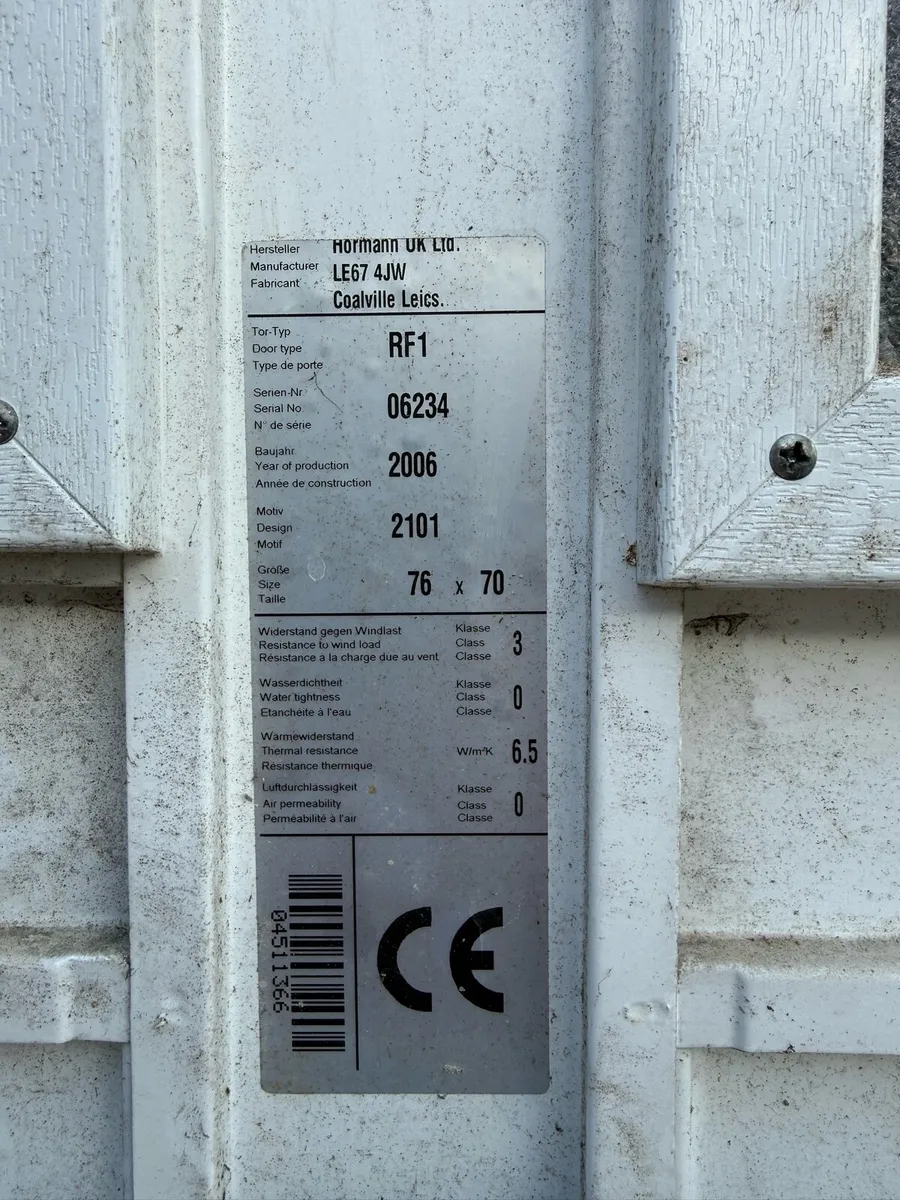 Hersteller Hörmann UK Ltd.
Manufacturer LE67 4JW
Fabricant Coalville Leics.
Tor-Typ
Door type RF1
Type de porte
Serien-Nr.
Serial No. 06234
N° de série
Baujahr
Year of production 2006
Année de construction
Motiv
Design 2101
Motif
Größe
Size 76 x 70
Taille
Widerstand gegen Windlast Klasse
Resistance to wind load Class 3
Résistance à la charge due au vent Classe
Wasserdichtheit Klasse
Water tightness Class 0
Etanchéite à l'eau Classe
Wärmewiderstand
Thermal resistance W/m²K 6.5
Résistance thermique
Luftdurchlässigkeit Klasse
Air permeability Class 0
Perméabilité à l'air Classe
04511366
CE